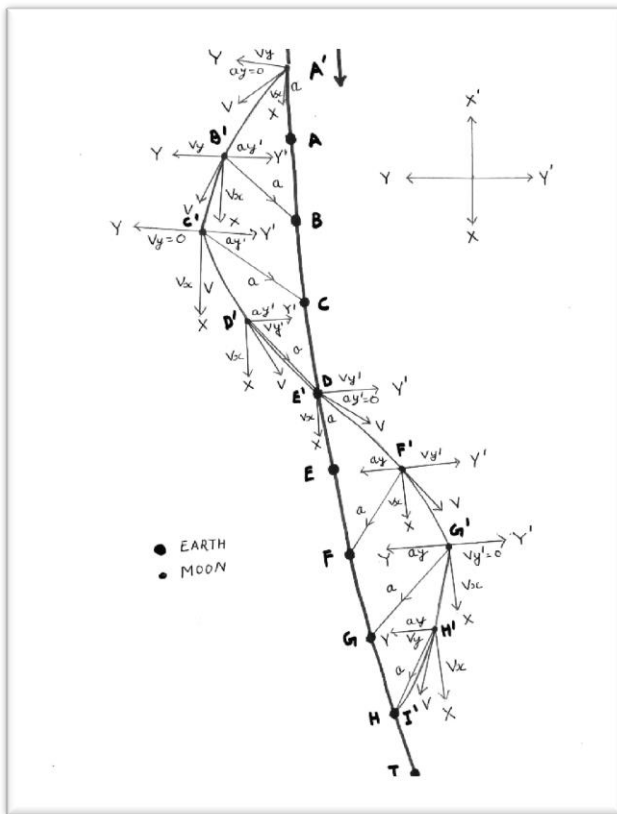 Y Vy A'
ay=0 a
V Vx X
X'
B' A
Y Vy ay' Y'
a
V Vx X B
C'
Y Vy=0 ay' Y'
Y Y'
X
Vx V a
X C
D' ay' Y'
Vy'
Vx a
X V
D Vy' Y'
E' ay'=0
Vx a V
X
F'
ay Vy' Y'
E
a Vx V
X
G' Y'
Y ay Vy'=0
F
● EARTH
● MOON
a Vx
X
ay H'
G Y Vy
a Vx
V X
H I'
I